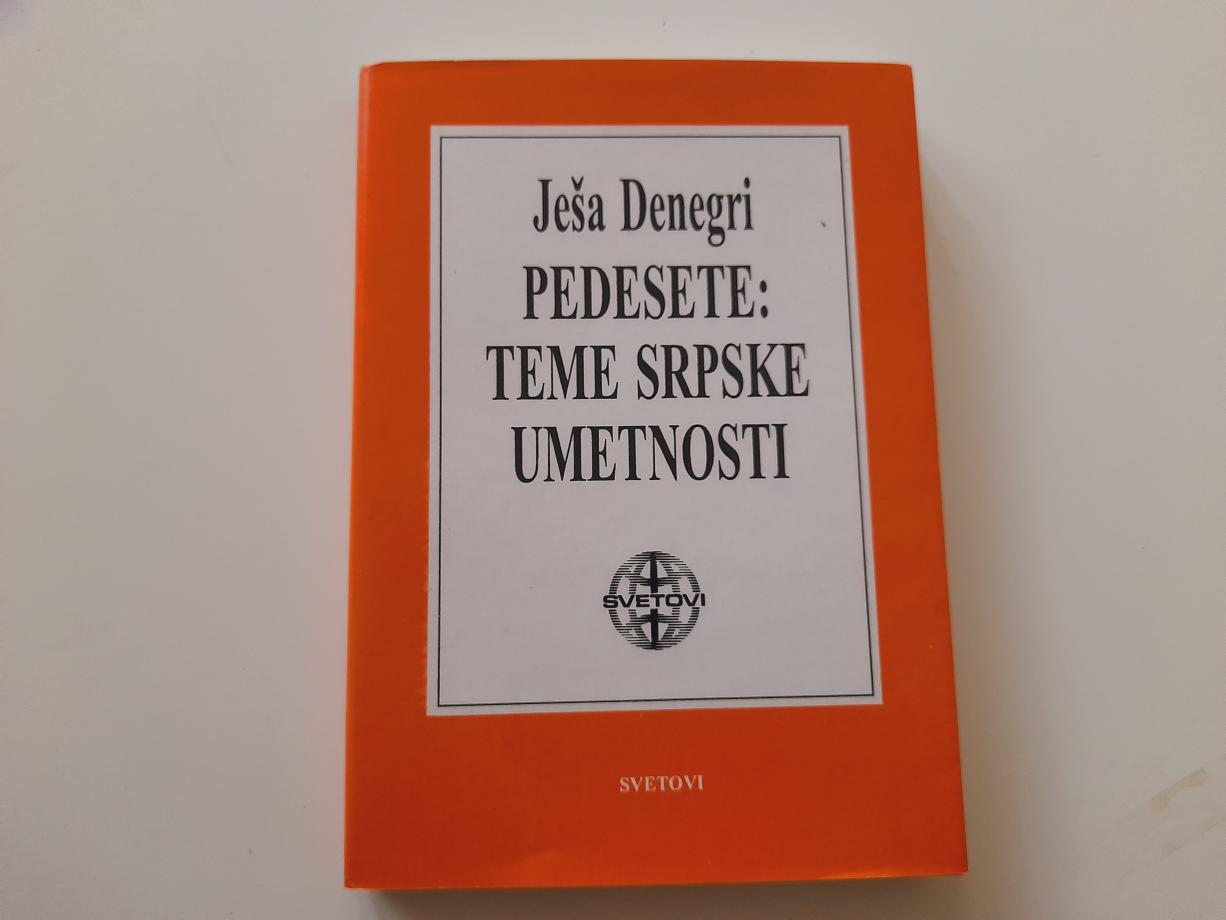 Ješa Denegri
PEDESETE:
TEME SRPSKE
UMETNOSTI
SVETOVI
SVETOVI